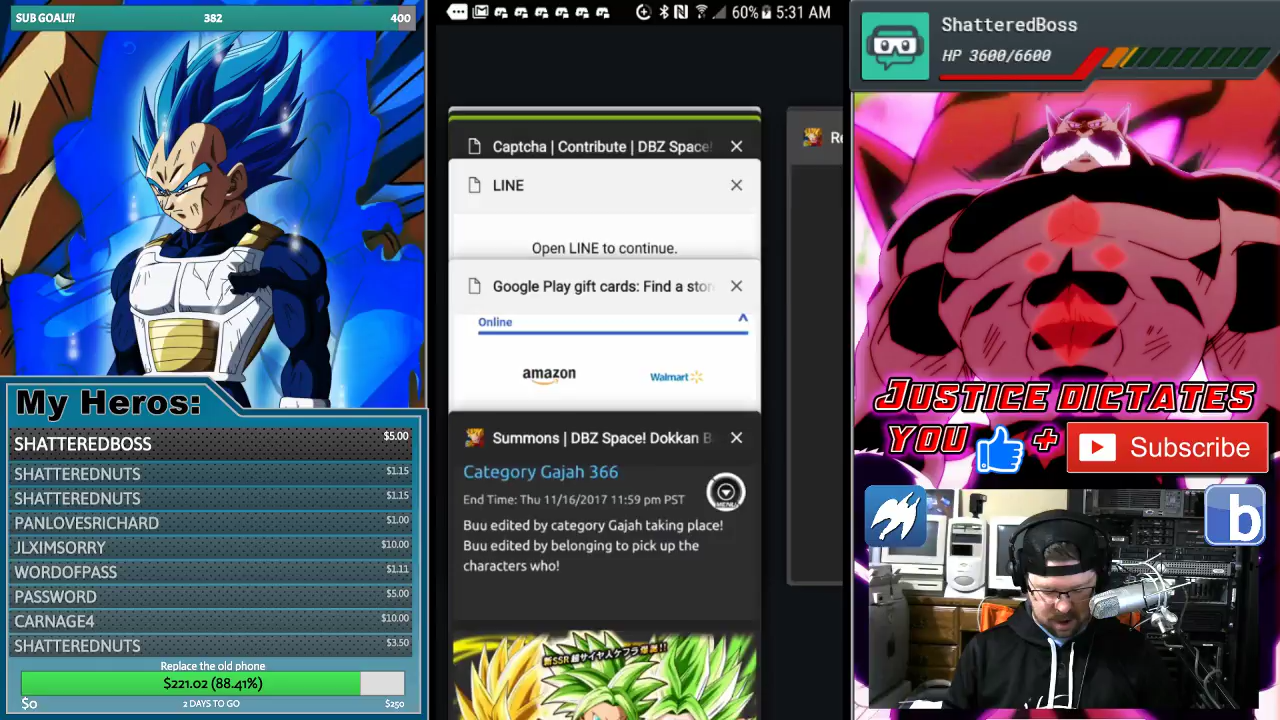 SUB GOAL!!! 382 400
My Heros:
SHATTEREDBOSS $5.00
SHATTEREDNUTS $1.15
SHATTEREDNUTS $1.15
PANLOVESRICHARD $1.00
JLXIMSORRY $10.00
WORDOFPASS $1.11
PASSWORD $5.00
CARNAGE4 $10.00
SHATTEREDNUTS $3.50
Replace the old phone
$221.02 (88.41%)
$0 2 DAYS TO GO $250
60% 5:31 AM
Captcha | Contribute | DBZ Space!
LINE
Open LINE to continue.
Google Play gift cards: Find a stor
Online
amazon Walmart
Summons | DBZ Space! Dokkan B
Category Gajah 366
End Time: Thu 11/16/2017 11:59 pm PST
MENU
Buu edited by category Gajah taking place!
Buu edited by belonging to pick up the
characters who!
Re
ShatteredBoss
HP 3600/6600
JUSTICE DICTATES
YOU + Subscribe
b